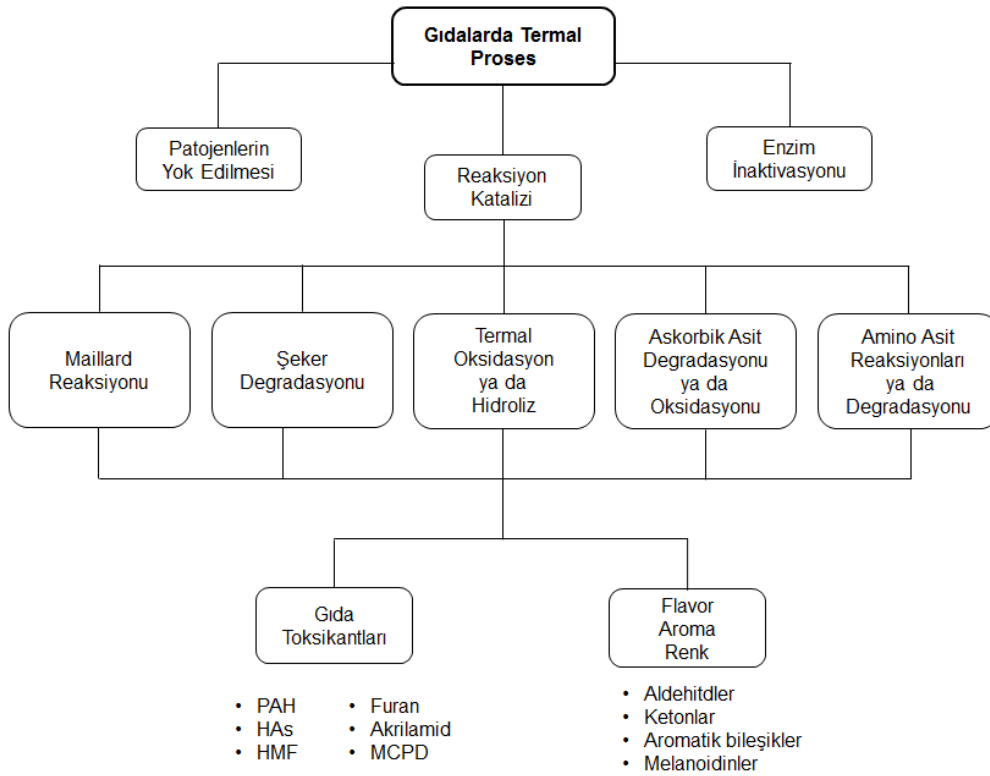 Gıdalarda Termal
Proses
Patojenlerin
Yok Edilmesi
Reaksiyon
Katalizi
Enzim
İnaktivasyonu
Maillard
Reaksiyonu
Şeker
Degradasyonu
Termal
Oksidasyon
ya da
Hidroliz
Askorbik Asit
Degradasyonu
ya da
Oksidasyonu
Amino Asit
Reaksiyonları
ya da
Degradasyonu
Gıda
Toksikantları
Flavor
Aroma
Renk
• PAH
• HAs
• HMF
• Furan
• Akrilamid
• MCPD
• Aldehitdler
• Ketonlar
• Aromatik bileşikler
• Melanoidinler